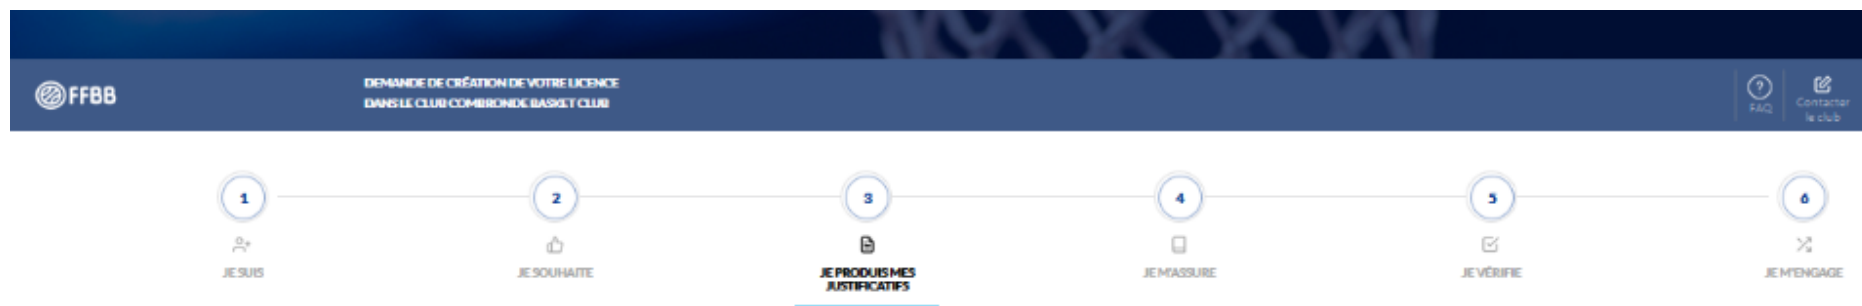 FFBB
DEMANDE DE CRÉATION DE VOTRE LICENCE
DANS LE CLUB COMBRONDE BASKET CLUB
?
FAQ
Contacter
le club
1
2
3
4
5
6
JE SUIS
JE SOUHAITE
JE PRODUIS MES
JUSTIFICATIFS
JE M'ASSURE
JE VÉRIFIE
JE M'ENGAGE